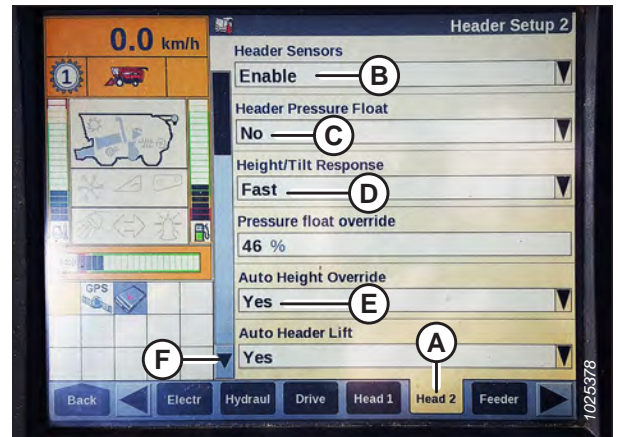 0.0 km/h
Header Setup 2
1
Header Sensors
Enable
B
Header Pressure Float
No
C
Height/Tilt Response
Fast
D
Pressure float override
46 %
GPS
Auto Height Override
Yes
E
Auto Header Lift
Yes
F
A
Back
Electr
Hydraul
Drive
Head 1
Head 2
Feeder
1025378